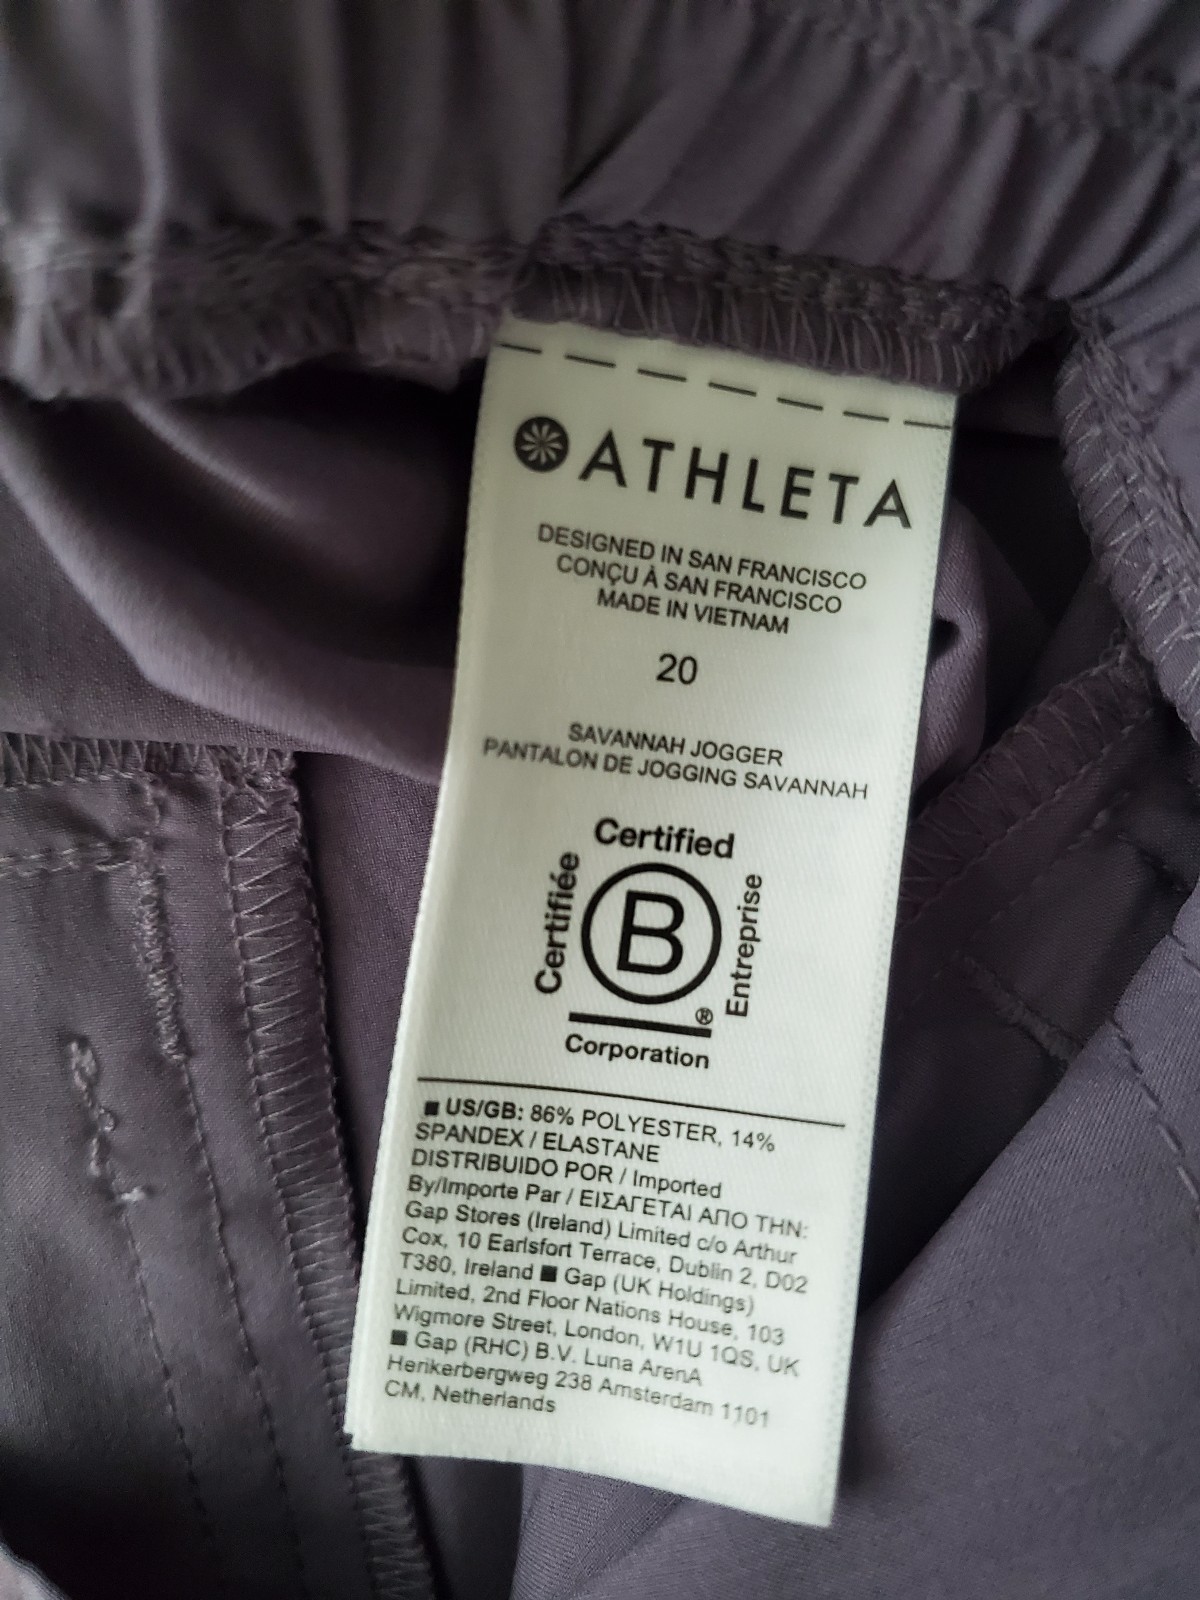 ATHLETA
DESIGNED IN SAN FRANCISCO
CONÇU À SAN FRANCISCO
MADE IN VIETNAM
20
SAVANNAH JOGGER
PANTALON DE JOGGING SAVANNAH
Certified
Certifiée
B
Entreprise
®
Corporation
■ US/GB: 86% POLYESTER, 14%
SPANDEX / ELASTANE
DISTRIBUIDO POR / Imported
By/Importe Par / ΕΙΣΑΓΕΤΑΙ ΑΠΟ ΤΗΝ:
Gap Stores (Ireland) Limited c/o Arthur
Cox, 10 Earlsfort Terrace, Dublin 2, D02
T380, Ireland ■ Gap (UK Holdings)
Limited, 2nd Floor Nations House, 103
Wigmore Street, London, W1U 1QS, UK
■ Gap (RHC) B.V. Luna ArenA
Herikerbergweg 238 Amsterdam 1101
CM, Netherlands